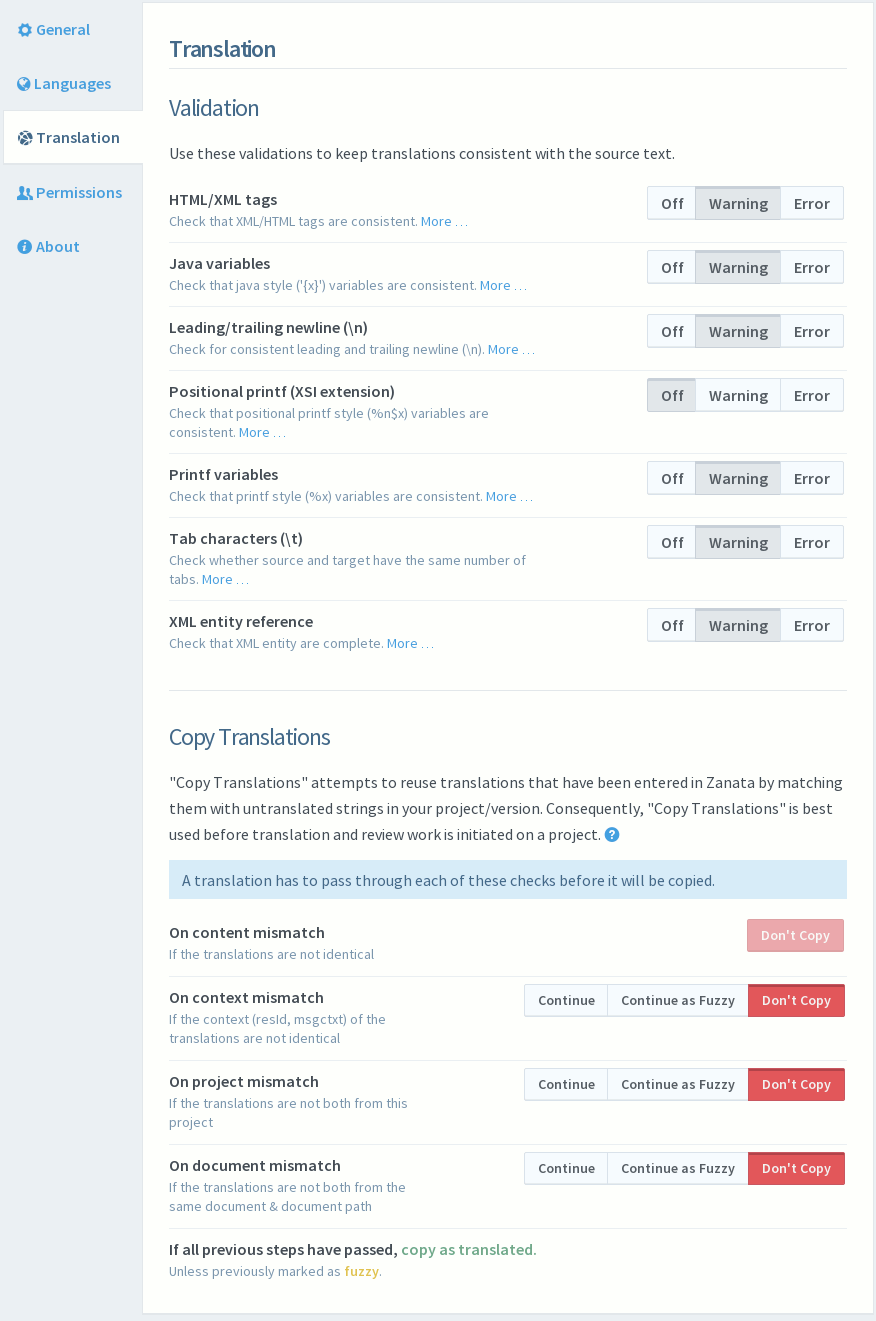 General
Languages
Translation
Permissions
About
Translation
Validation
Use these validations to keep translations consistent with the source text.
HTML/XML tags
Check that XML/HTML tags are consistent. More …
Off Warning Error
Java variables
Check that java style ('{x}') variables are consistent. More …
Off Warning Error
Leading/trailing newline (\n)
Check for consistent leading and trailing newline (\n). More …
Off Warning Error
Positional printf (XSI extension)
Check that positional printf style (%n$x) variables are
consistent. More …
Off Warning Error
Printf variables
Check that printf style (%x) variables are consistent. More …
Off Warning Error
Tab characters (\t)
Check whether source and target have the same number of
tabs. More …
Off Warning Error
XML entity reference
Check that XML entity are complete. More …
Off Warning Error
Copy Translations
"Copy Translations" attempts to reuse translations that have been entered in Zanata by matching
them with untranslated strings in your project/version. Consequently, "Copy Translations" is best
used before translation and review work is initiated on a project. ?
A translation has to pass through each of these checks before it will be copied.
On content mismatch
If the translations are not identical
Don't Copy
On context mismatch
If the context (resId, msgctxt) of the
translations are not identical
Continue Continue as Fuzzy Don't Copy
On project mismatch
If the translations are not both from this
project
Continue Continue as Fuzzy Don't Copy
On document mismatch
If the translations are not both from the
same document & document path
Continue Continue as Fuzzy Don't Copy
If all previous steps have passed, copy as translated.
Unless previously marked as fuzzy.